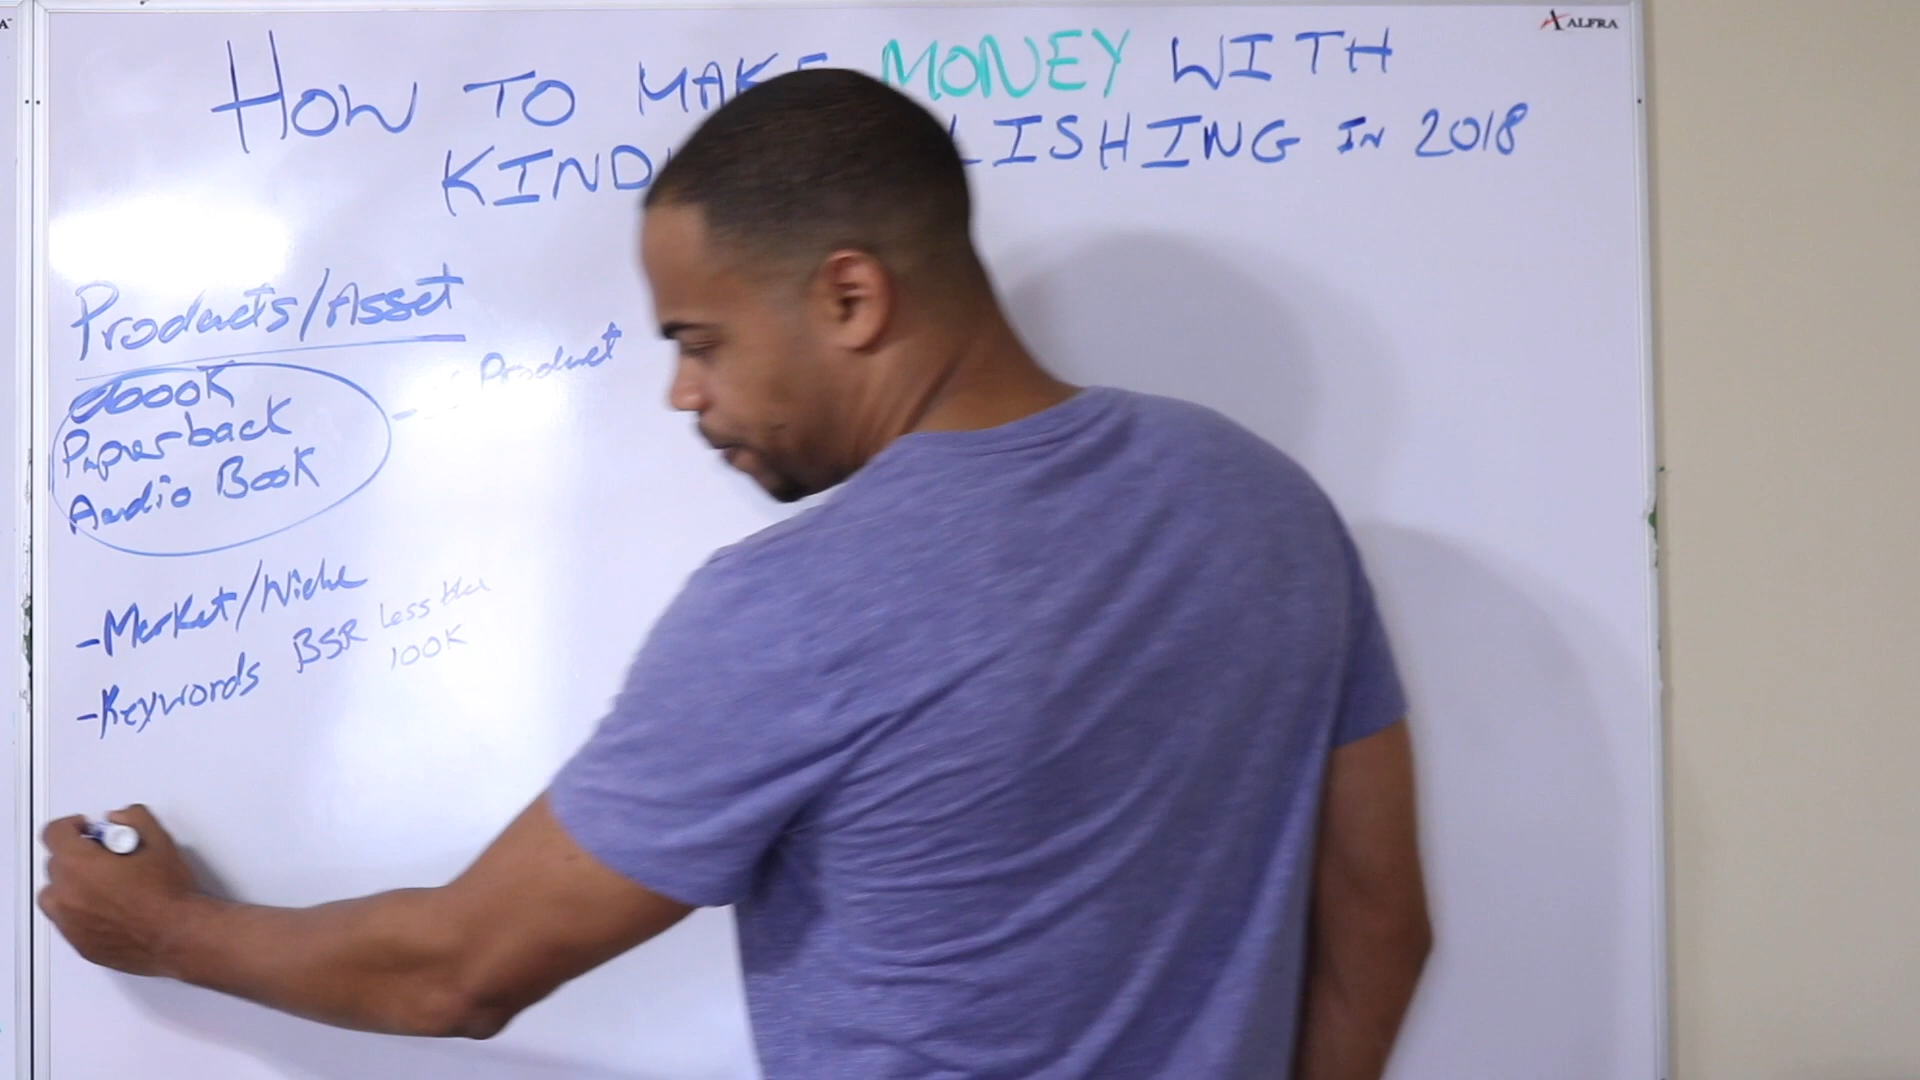 ALFRA
HOW TO MAKE MONEY WITH
KIND LISHING IN 2018
Products/Asset
ebook
Paperback
Audio Book
Product
-Market/Niche
-Keywords BSR Less than
100K